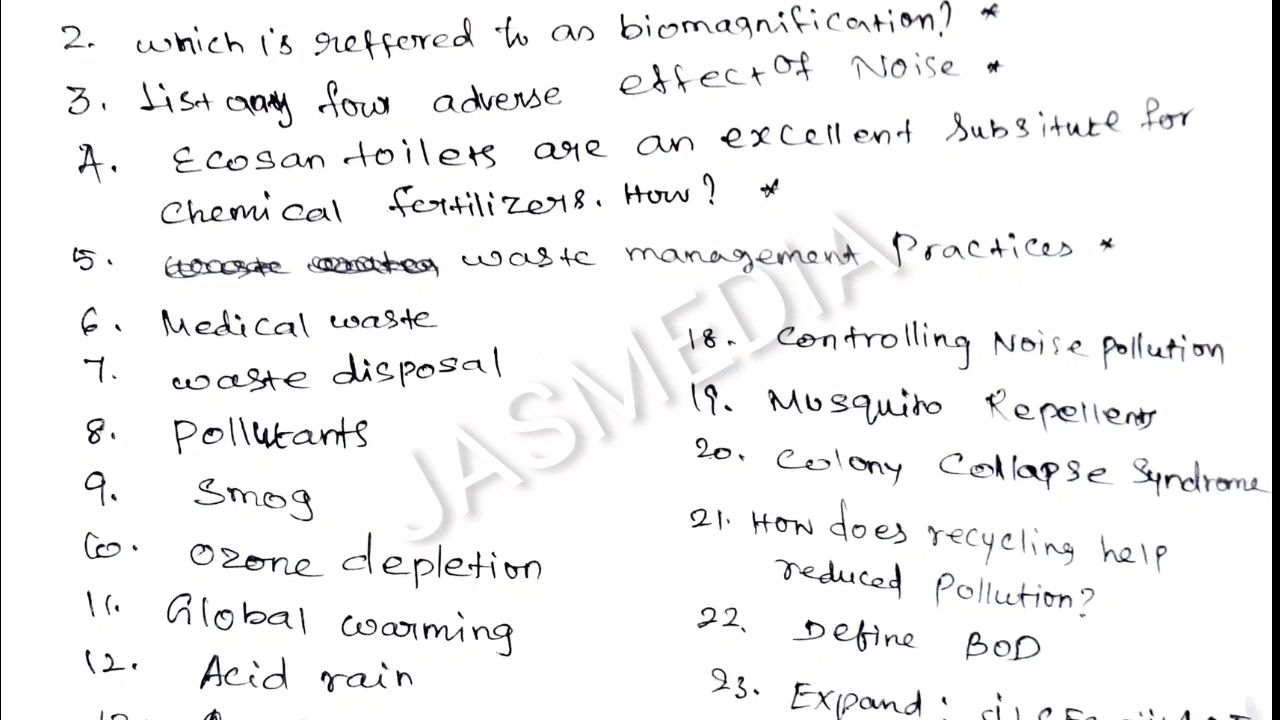 2. which is reffered to as biomagnification? *
3. List any four adverse effect of Noise *
4. Ecosan toilets are an excellent Subsitute for
Chemical fertilizers. How? *
5. waste management Practices *
6. Medical waste
7. waste disposal
8. Pollutants
9. Smog
10. Ozone depletion
11. Global warming
12. Acid rain
18. Controlling Noise pollution
19. Mosquito Repellents
20. Colony Collapse Syndrome
21. How does recycling help
reduced Pollution?
22. Define BOD
23. Expand:
JASMEDIA